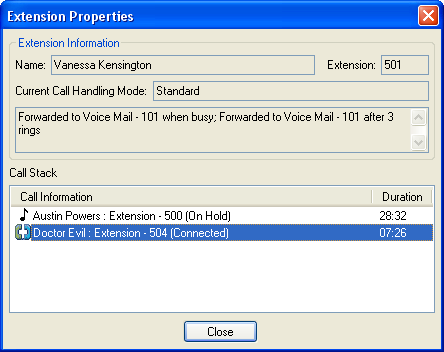 Extension Properties
Extension Information
Name: Vanessa Kensington Extension: 501
Current Call Handling Mode: Standard
Forwarded to Voice Mail - 101 when busy; Forwarded to Voice Mail - 101 after 3
rings
Call Stack
Call Information Duration
Austin Powers : Extension - 500 (On Hold) 28:32
Doctor Evil : Extension - 504 (Connected) 07:26
Close